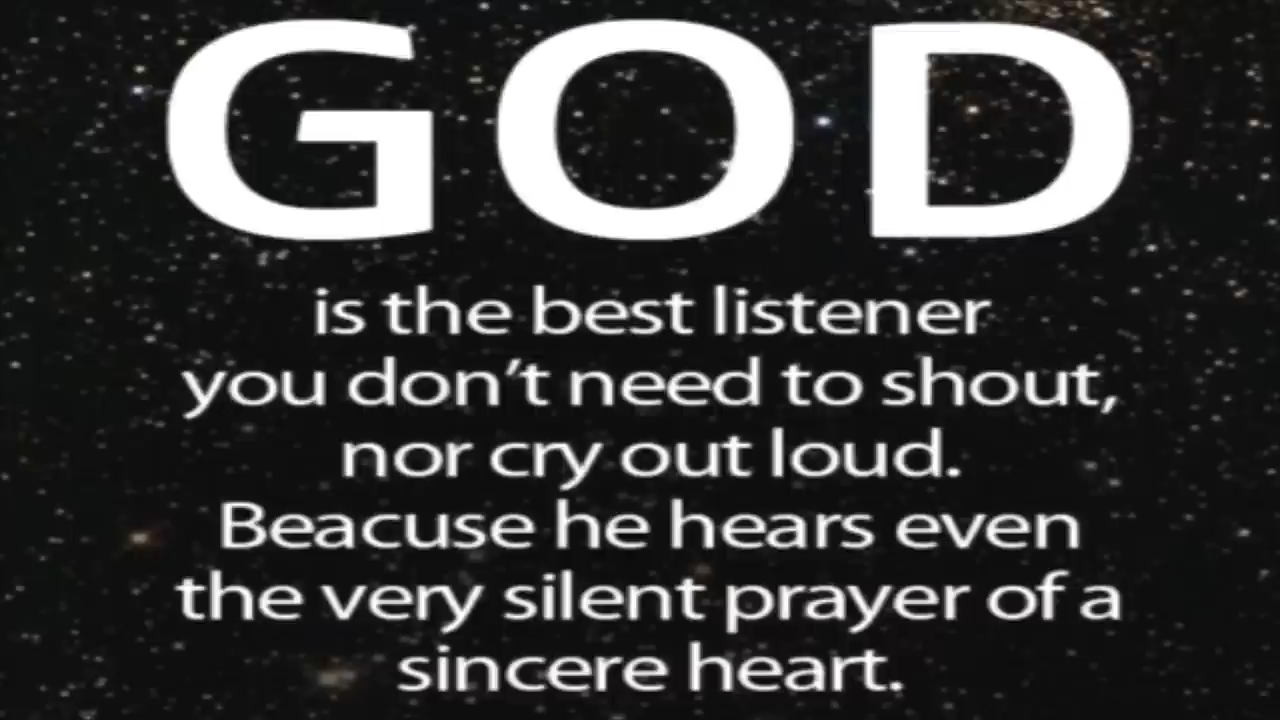 GOD
is the best listener
you don't need to shout,
nor cry out loud.
Beacuse he hears even
the very silent prayer of a
sincere heart.